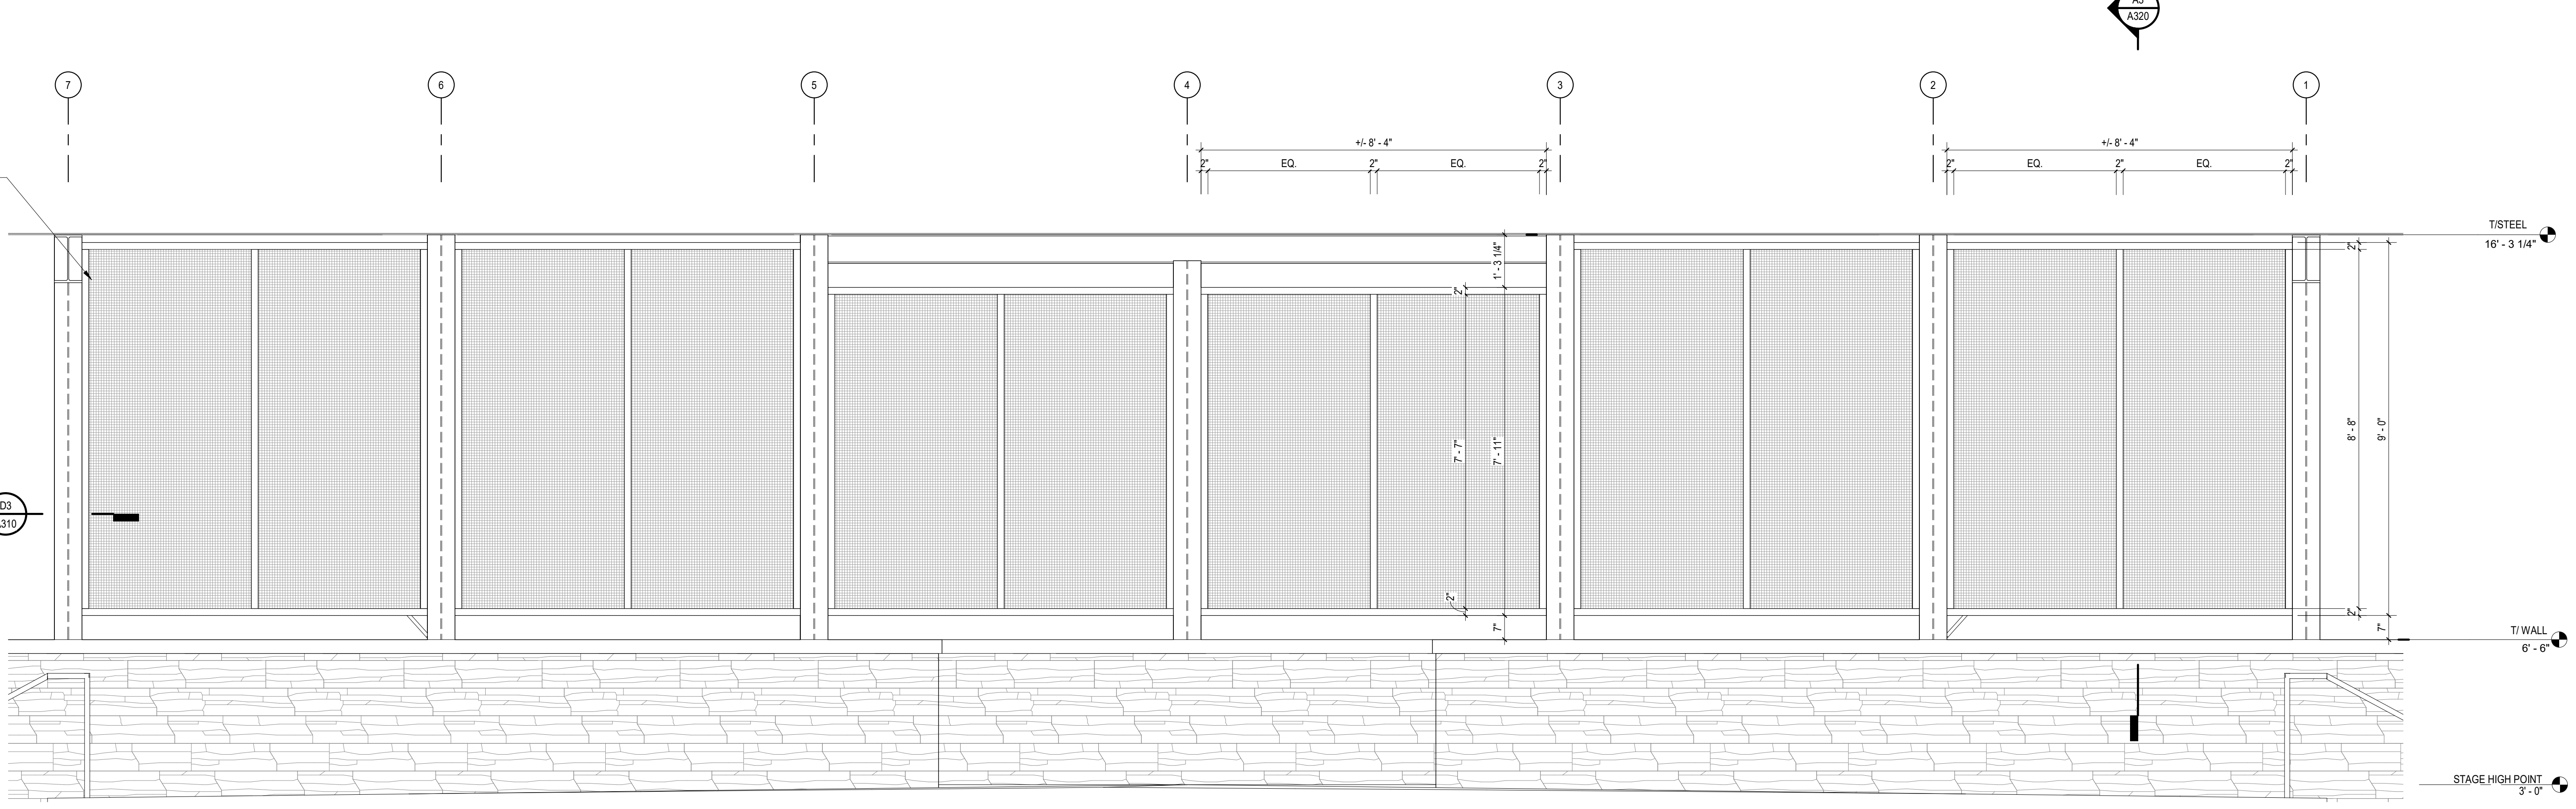 A3
A320
7
6
5
4
3
2
1
+/- 8' - 4"
+/- 8' - 4"
2"
EQ.
2"
EQ.
2"
2"
EQ.
2"
EQ.
2"
T/STEEL
16' - 3 1/4"
1' - 3 1/4"
2"
2"
7' - 7"
7' - 11"
8' - 8"
9' - 0"
D3
A310
2"
2"
7"
7"
T/ WALL
6' - 6"
STAGE HIGH POINT
3' - 0"